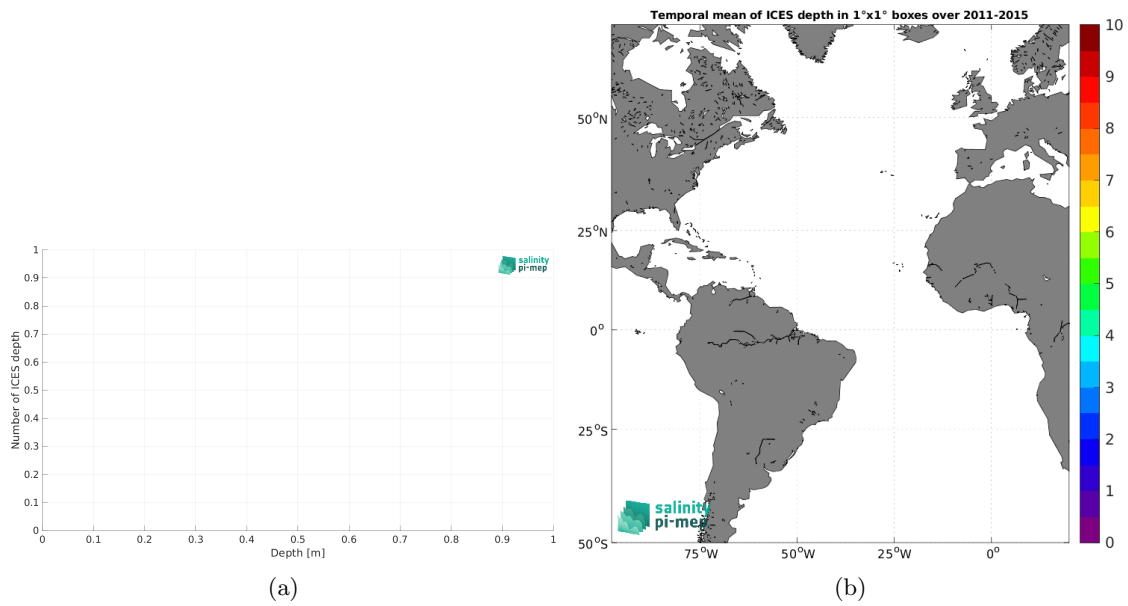 Temporal mean of ICES depth in 1°x1° boxes over 2011-2015
1
0.9
0.8
0.7
0.6
0.5
0.4
0.3
0.2
0.1
0
Number of ICES depth
0 0.1 0.2 0.3 0.4 0.5 0.6 0.7 0.8 0.9 1
Depth [m]
salinity
pi-mep
(a)
50°N
25°N
0°
25°S
50°S
75°W 50°W 25°W 0°
salinity
pi-mep
10
9
8
7
6
5
4
3
2
1
0
(b)